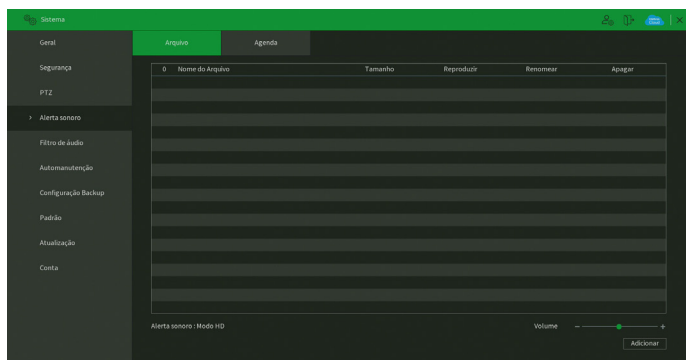 Sistema
Geral
Segurança
PTZ
Alerta sonoro
Filtro de áudio
Automanutenção
Configuração Backup
Padrão
Atualização
Conta
Arquivo Agenda
0 Nome do Arquivo Tamanho Reproduzir Renomear Apagar
Alerta sonoro : Modo HD Volume
Adicionar